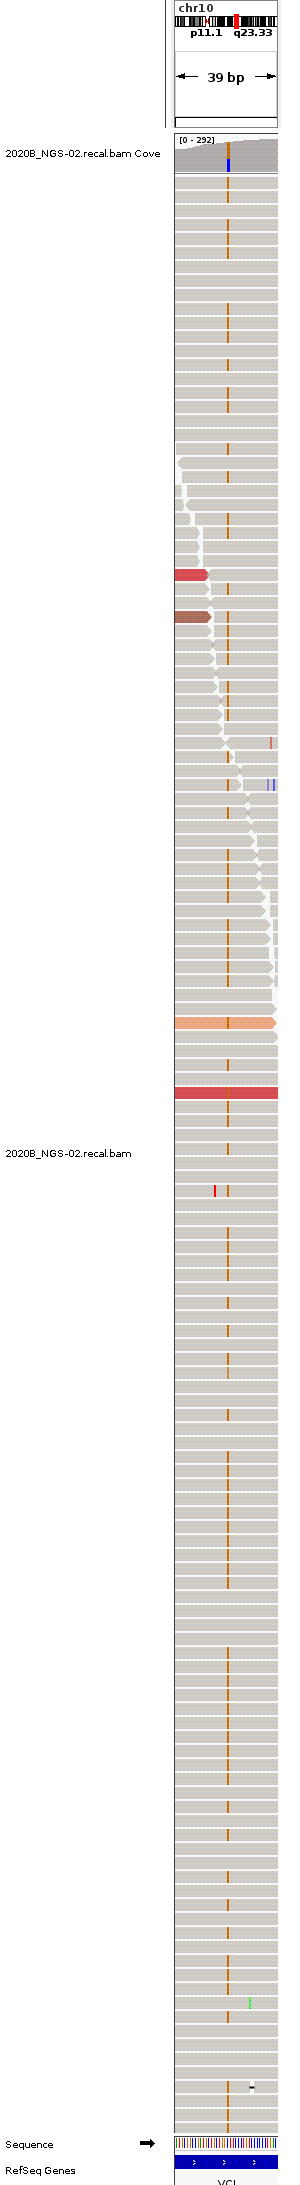 chr10
p11.1 q23.33
39 bp
[0 - 292]
2020B_NGS-02.recal.bam Cove
2020B_NGS-02.recal.bam
Sequence
RefSeq Genes
VCL